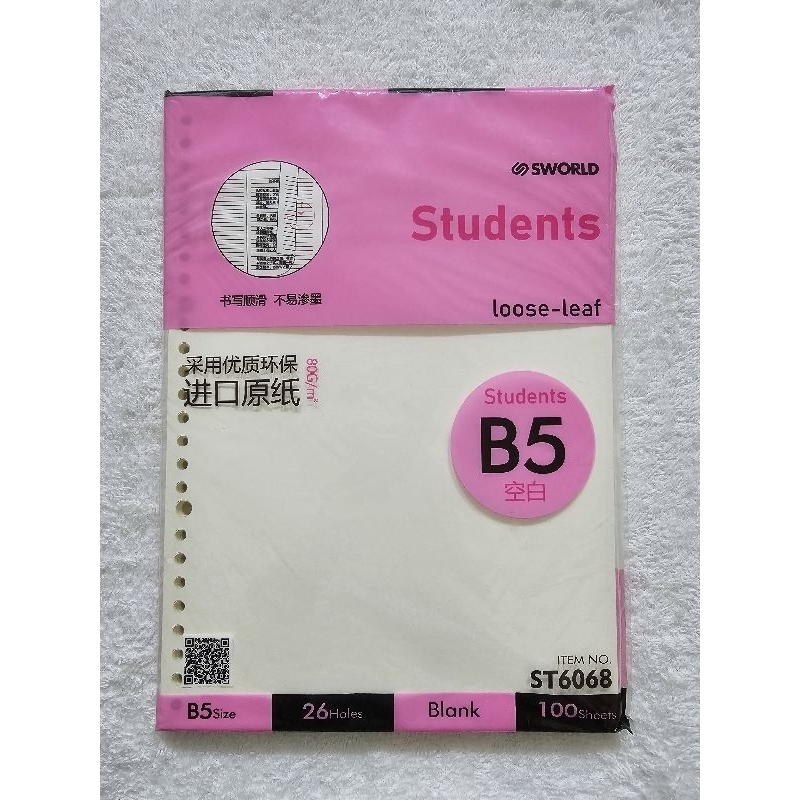 SWORLD
Students
loose-leaf
书写顺滑 不易渗墨
采用优质环保
进口原纸
80G/m²
Students
B5
空白
ITEM NO.
ST6068
B5Size
26Holes
Blank
100Sheets